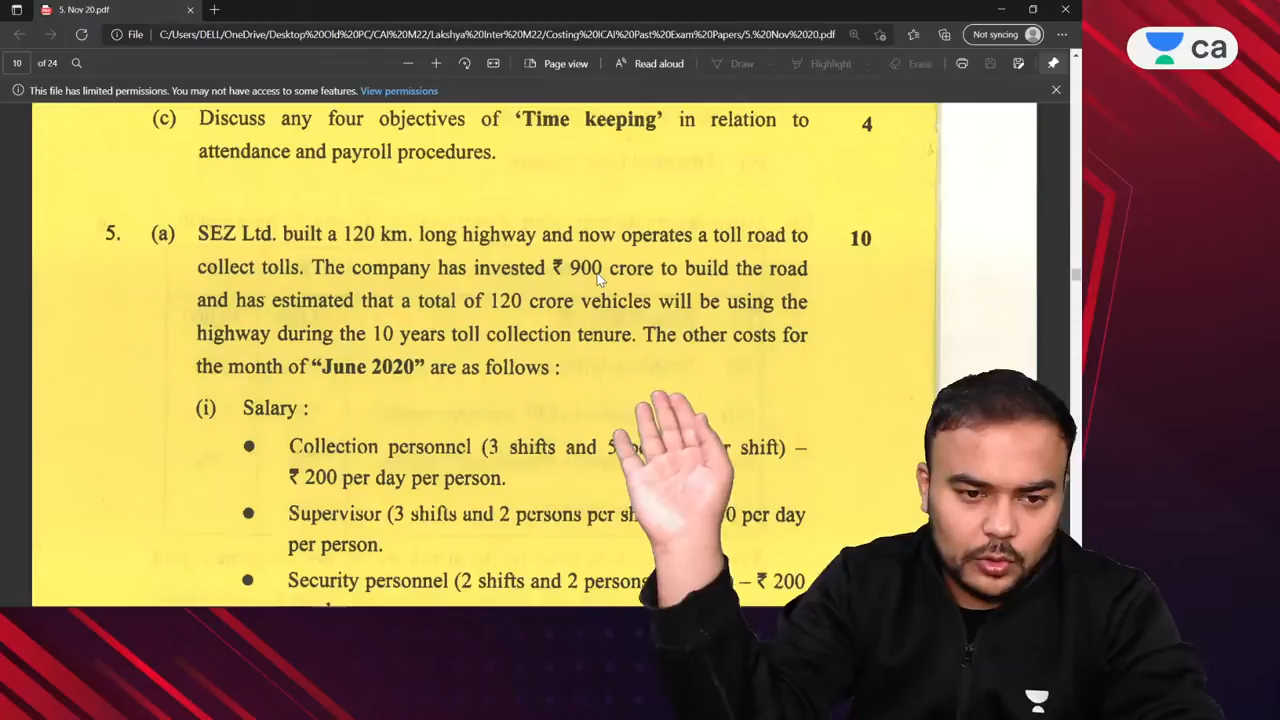 5. Nov 20.pdf
File
C:/Users/DELL/OneDrive/Desktop%20Old%20PC/CA/%20M22/Lakshya%20Inter%20M22/Costing%20ICAI%20Past%20Exam%20Papers/5.%20Nov%2020.pdf
Not syncing
10 of 24
Page view
Read aloud
Draw
Highlight
Erase
This file has limited permissions. You may not have access to some features. View permissions
ca
(c) Discuss any four objectives of ‘Time keeping’ in relation to 4
attendance and payroll procedures.
5. (a) SEZ Ltd. built a 120 km. long highway and now operates a toll road to 10
collect tolls. The company has invested ₹ 900 crore to build the road
and has estimated that a total of 120 crore vehicles will be using the
highway during the 10 years toll collection tenure. The other costs for
the month of “June 2020” are as follows :
(i) Salary :
• Collection personnel (3 shifts and 5 shift) –
₹ 200 per day per person.
• Supervisor (3 shifts and 2 persons per per day
per person.
• Security personnel (2 shifts and 2 persons – ₹ 200
ca